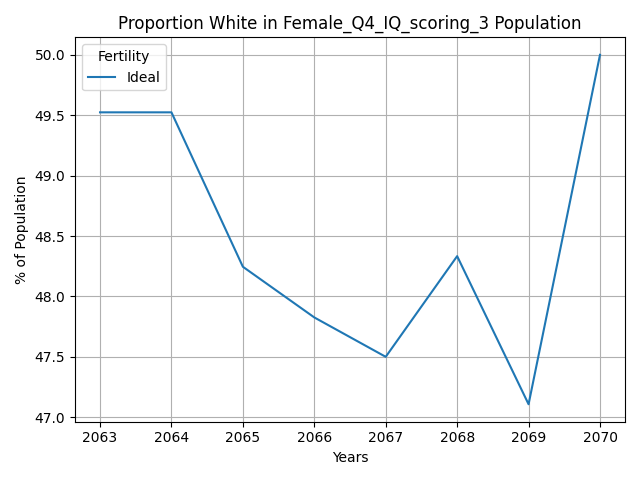 Proportion White in Female_Q4_IQ_scoring_3 Population
Fertility
Ideal
% of Population
50.0
49.5
49.0
48.5
48.0
47.5
47.0
2063 2064 2065 2066 2067 2068 2069 2070
Years